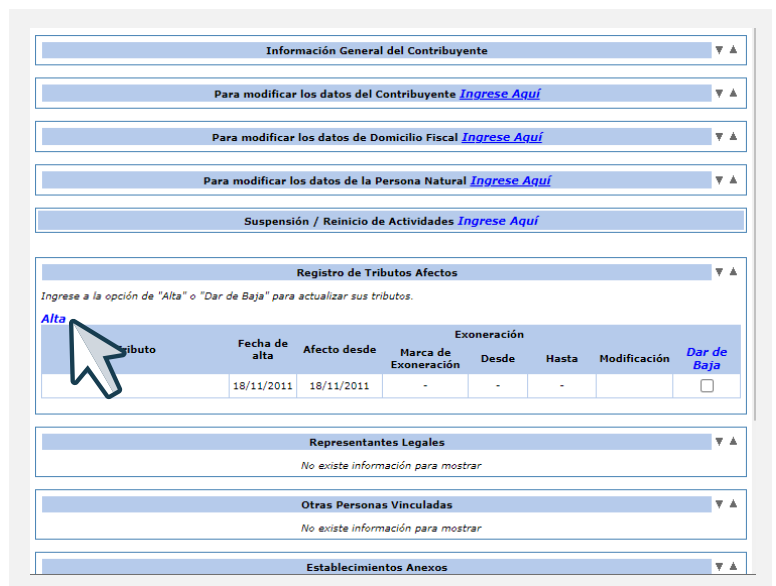 Información General del Contribuyente
Para modificar los datos del Contribuyente Ingrese Aquí
Para modificar los datos de Domicilio Fiscal Ingrese Aquí
Para modificar los datos de la Persona Natural Ingrese Aquí
Suspensión / Reinicio de Actividades Ingrese Aquí
Registro de Tributos Afectos
Ingrese a la opción de "Alta" o "Dar de Baja" para actualizar sus tributos.
Alta
Exoneración
Fecha de alta Afecto desde Marca de Exoneración Desde Hasta Modificación Dar de Baja
18/11/2011 18/11/2011 - - -
Representantes Legales
No existe información para mostrar
Otras Personas Vinculadas
No existe información para mostrar
Establecimientos Anexos